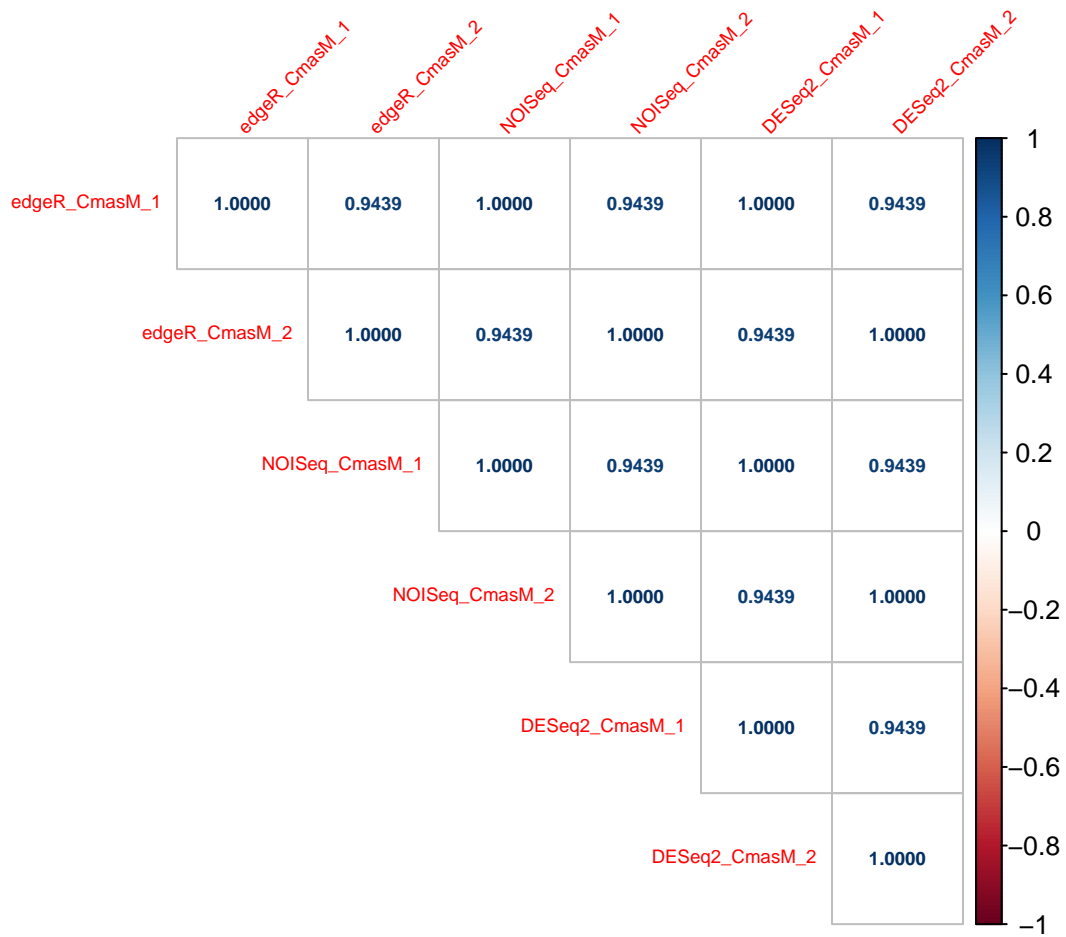 edgeR_CmasM_1
edgeR_CmasM_2
NOISeq_CmasM_1
NOISeq_CmasM_2
DESeq2_CmasM_1
DESeq2_CmasM_2
edgeR_CmasM_1 1.0000 0.9439 1.0000 0.9439 1.0000 0.9439
edgeR_CmasM_2 1.0000 0.9439 1.0000 0.9439 1.0000
NOISeq_CmasM_1 1.0000 0.9439 1.0000 0.9439
NOISeq_CmasM_2 1.0000 0.9439 1.0000
DESeq2_CmasM_1 1.0000 0.9439
DESeq2_CmasM_2 1.0000
1
0.8
0.6
0.4
0.2
0
−0.2
−0.4
−0.6
−0.8
−1